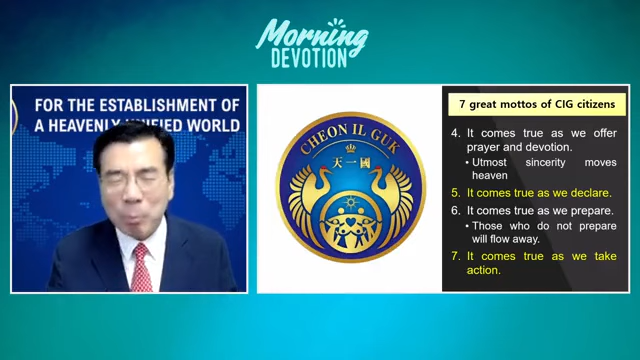 Morning
DEVOTION
FOR THE ESTABLISHMENT OF
A HEAVENLY UNIFIED WORLD
CHEON IL GUK
天一國
7 great mottos of CIG citizens
4. It comes true as we offer
prayer and devotion.
• Utmost sincerity moves
heaven
5. It comes true as we declare.
6. It comes true as we prepare.
• Those who do not prepare
will flow away.
7. It comes true as we take
action.